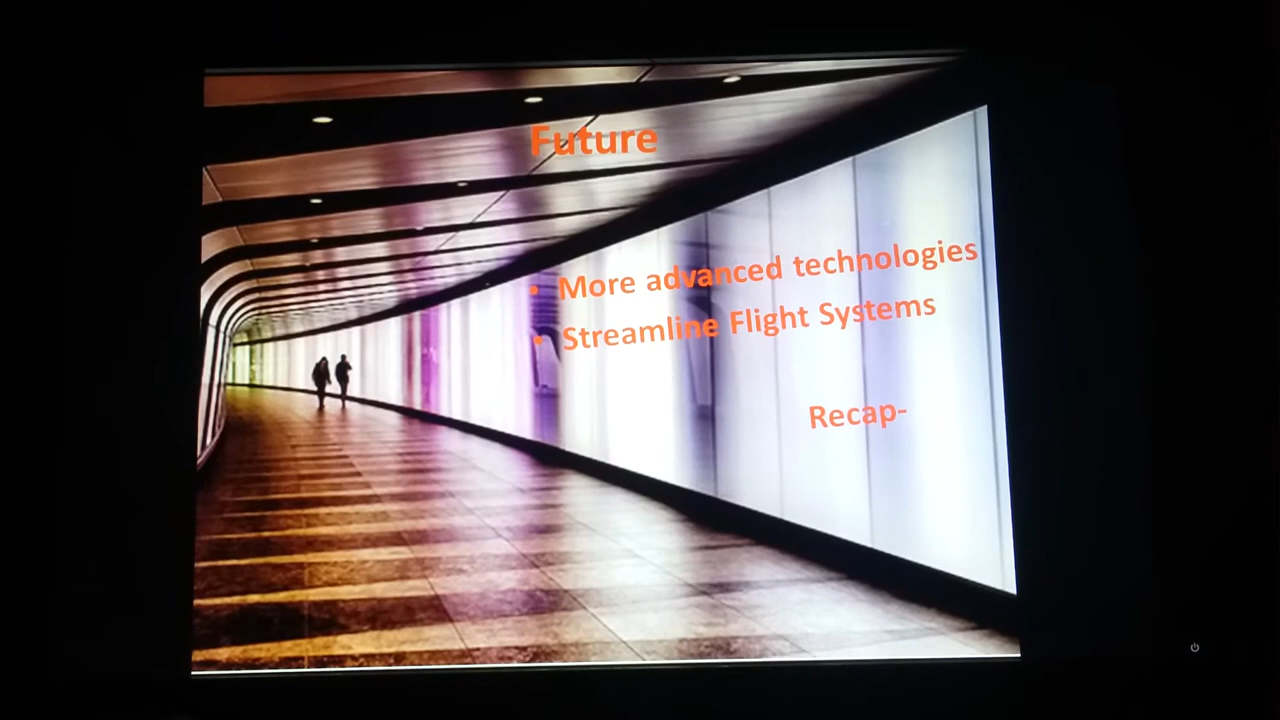 Future
• More advanced technologies
• Streamline Flight Systems
Recap-